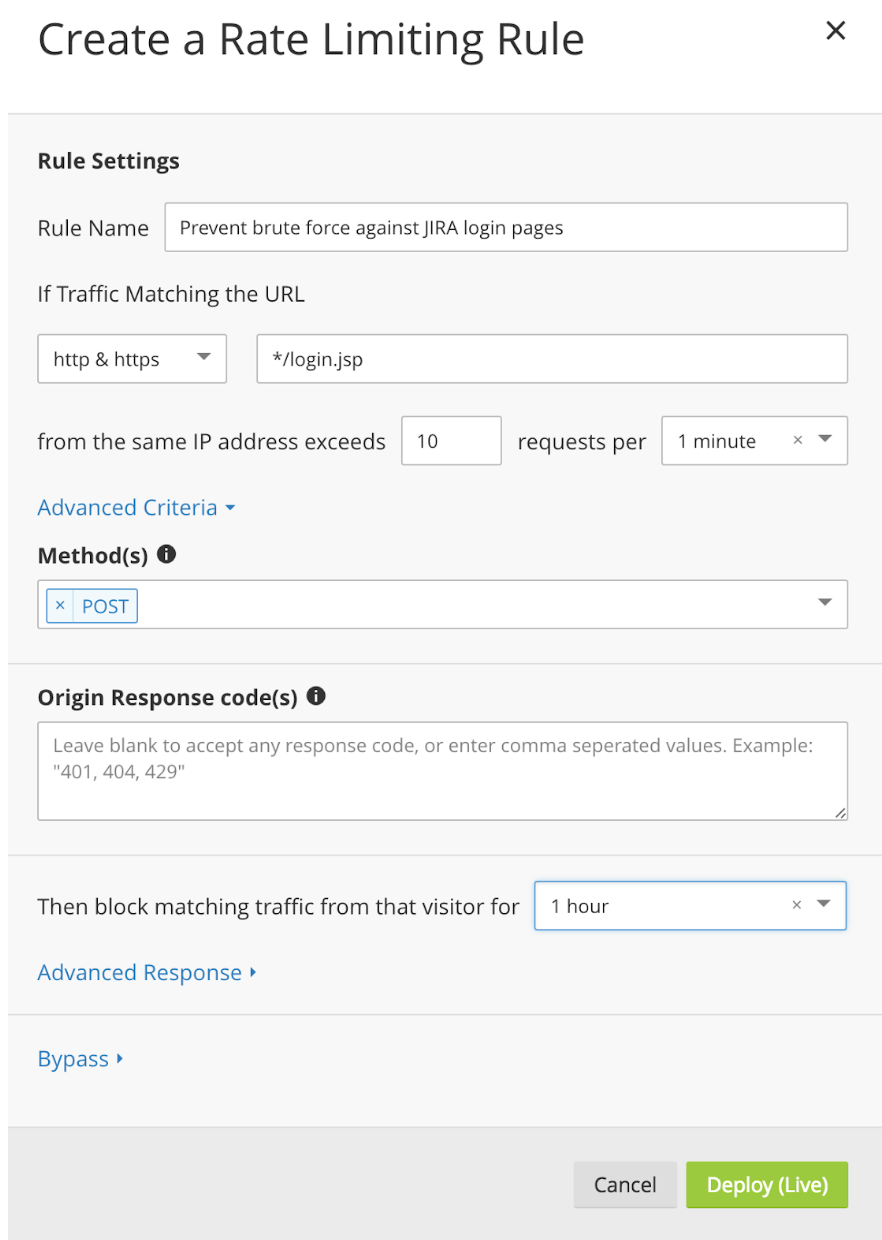 Create a Rate Limiting Rule ×
Rule Settings
Rule Name Prevent brute force against JIRA login pages
If Traffic Matching the URL
http & https */login.jsp
from the same IP address exceeds 10 requests per 1 minute ×
Advanced Criteria
Method(s) i
× POST
Origin Response code(s) i
Leave blank to accept any response code, or enter comma seperated values. Example:
"401, 404, 429"
Then block matching traffic from that visitor for 1 hour ×
Advanced Response
Bypass
Cancel Deploy (Live)